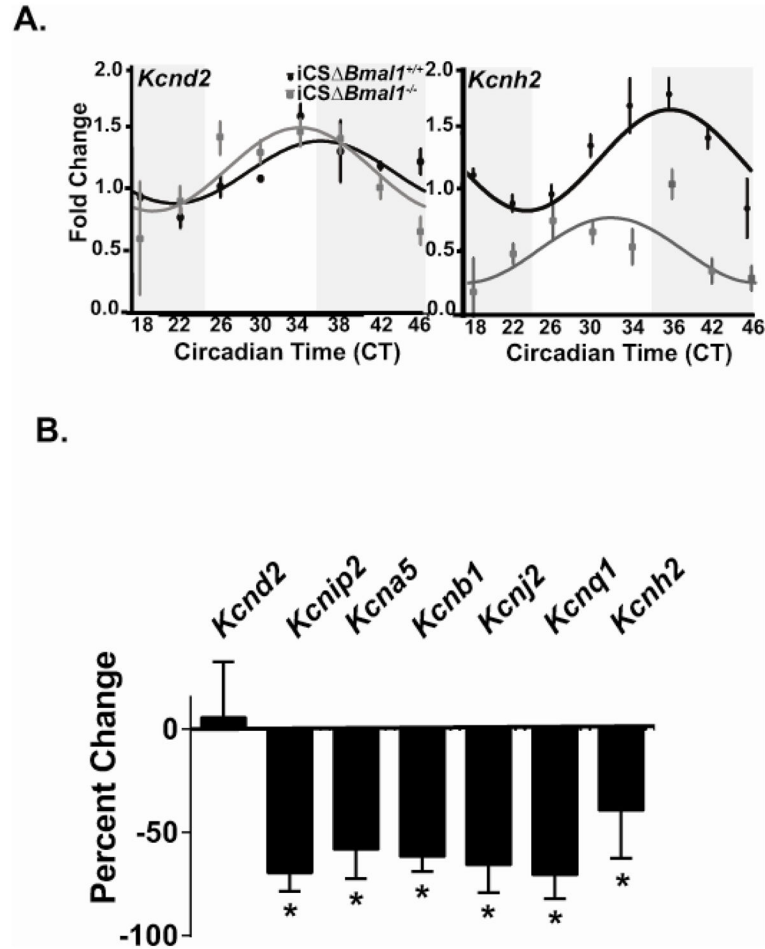 A.
Kcnd2
iCSΔBmal1+/+
iCSΔBmal1-/-
Kcnh2
Fold Change
2.0
1.5
1.0
0.5
0.0
18 22 26 30 34 38 42 46
Circadian Time (CT)
2.0
1.5
1.0
0.5
0.0
18 22 26 30 34 36 42 46
Circadian Time (CT)
B.
Kcnd2
Kcnip2
Kcna5
Kcnb1
Kcnj2
Kcnq1
Kcnh2
Percent Change
0
-50
-100
* * * * * *